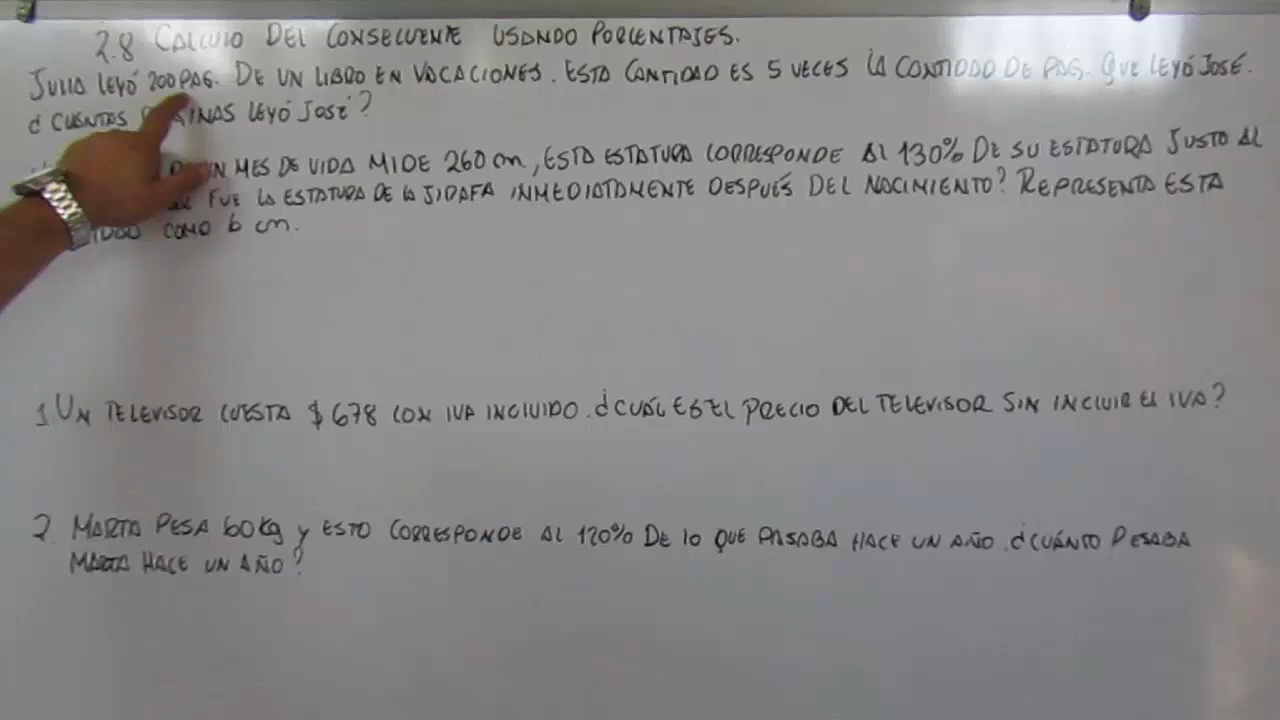 2.8 CALCULO DEL CONSECUENTE USANDO PORCENTAJES.
JULIA LEYÓ 200 PAG. DE UN LIBRO EN VACACIONES. ESTA CANTIDAD ES 5 VECES LA CANTIDAD DE PAG. QUE LEYÓ JOSÉ.
¿CUENTAS LEYÓ JOSÉ?
UN MES DE VIDA MIDE 260 cm, ESTA ESTATURA CORRESPONDE AL 130% DE SU ESTATURA JUSTO AL
FUE LA ESTATURA DE LA JIRAFA INMEDIATAMENTE DESPUÉS DEL NACIMIENTO? REPRESENTA ESTA
COMO 6 cm.
1. UN TELEVISOR CUESTA $678 CON IVA INCLUIDO. ¿CUÁL ES EL PRECIO DEL TELEVISOR SIN INCLUIR EL IVA?
2. MARTA PESA 60kg y ESTO CORRESPONDE AL 120% DE LO QUE PASABA HACE UN AÑO. ¿CUÁNTO PESABA
MARTA HACE UN AÑO?